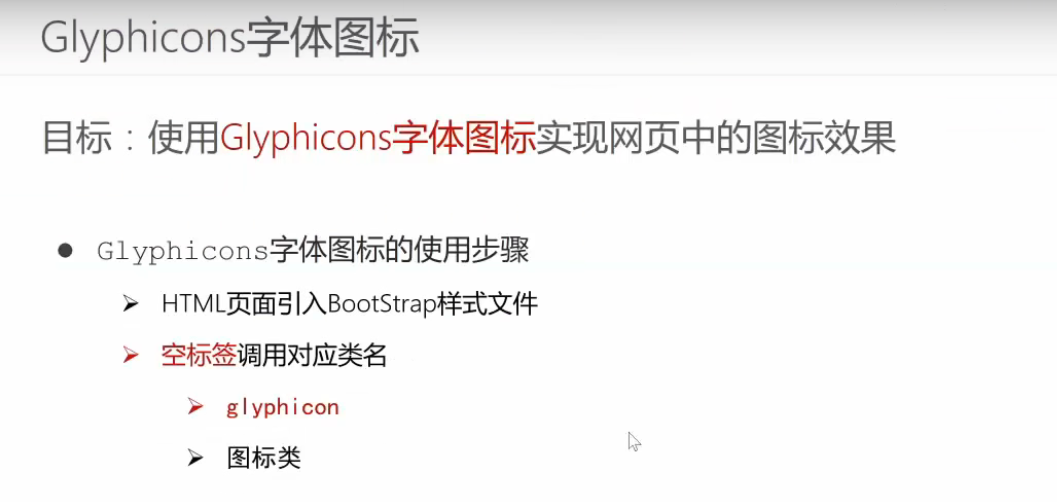 Glyphicons字体图标
目标：使用Glyphicons字体图标实现网页中的图标效果
Glyphicons字体图标的使用步骤
HTML页面引入BootStrap样式文件
空标签调用对应类名
glyphicon
图标类